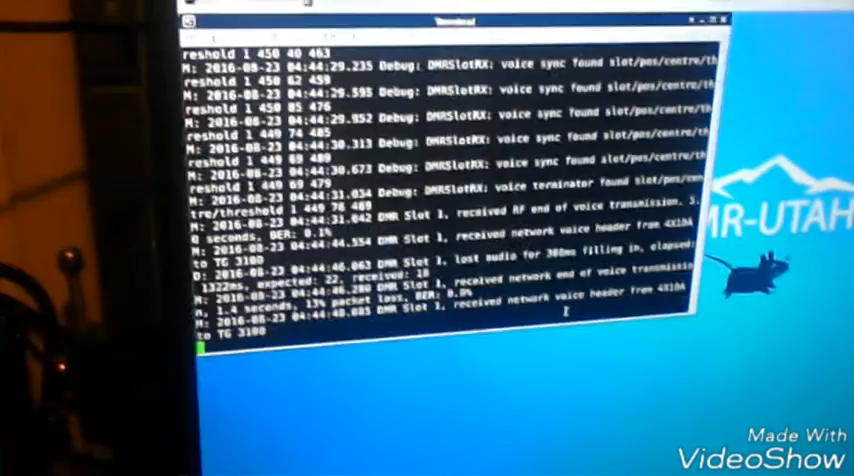 Terminal
reshold 1 450 40 463
M: 2016-08-23 04:44:29.235 Debug: DMRSlotRX: voice sync found slot/pos/centre/th
reshold 1 450 62 459
M: 2016-08-23 04:44:29.595 Debug: DMRSlotRX: voice sync found slot/pos/centre/th
reshold 1 450 85 476
M: 2016-08-23 04:44:29.952 Debug: DMRSlotRX: voice sync found slot/pos/centre/th
reshold 1 449 74 485
M: 2016-08-23 04:44:30.313 Debug: DMRSlotRX: voice sync found slot/pos/centre/th
reshold 1 449 69 480
M: 2016-08-23 04:44:30.673 Debug: DMRSlotRX: voice sync found slot/pos/centre/th
reshold 1 449 69 479
M: 2016-08-23 04:44:31.034 Debug: DMRSlotRX: voice terminator found slot/pos/cen
tre/threshold 1 449 76 469
M: 2016-08-23 04:44:31.042 DMR Slot 1, received RF end of voice transmission, 5.
0 seconds, BER: 0.1%
M: 2016-08-23 04:44:44.554 DMR Slot 1, received network voice header from 4X1DA
to TG 3100
D: 2016-08-23 04:44:46.063 DMR Slot 1, lost audio for 300ms filling in, elapsed:
1322ms, expected: 22, received: 18
M: 2016-08-23 04:44:46.280 DMR Slot 1, received network end of voice transmissio
n, 1.4 seconds, 13% packet loss, BER: 0.0%
M: 2016-08-23 04:44:48.085 DMR Slot 1, received network voice header from 4X1DA
to TG 3100
MR-UTAH
Made With
VideoShow